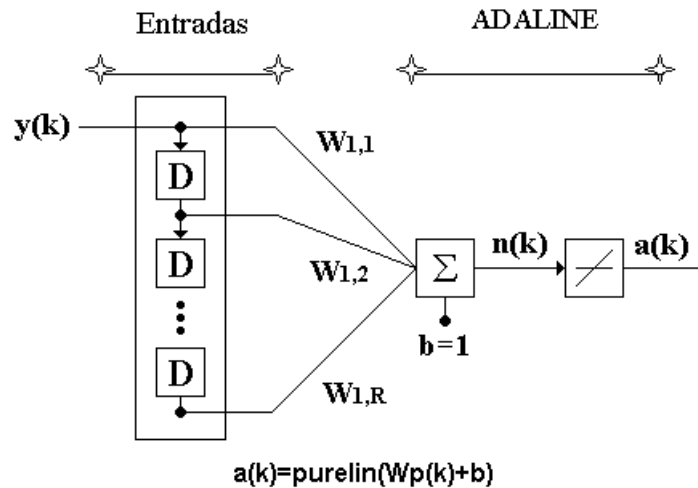 Entradas
ADALINE
y(k)
W1,1
D
D
W1,2
Σ
n(k)
a(k)
b=1
D
W1,R
a(k)=purelin(Wp(k)+b)